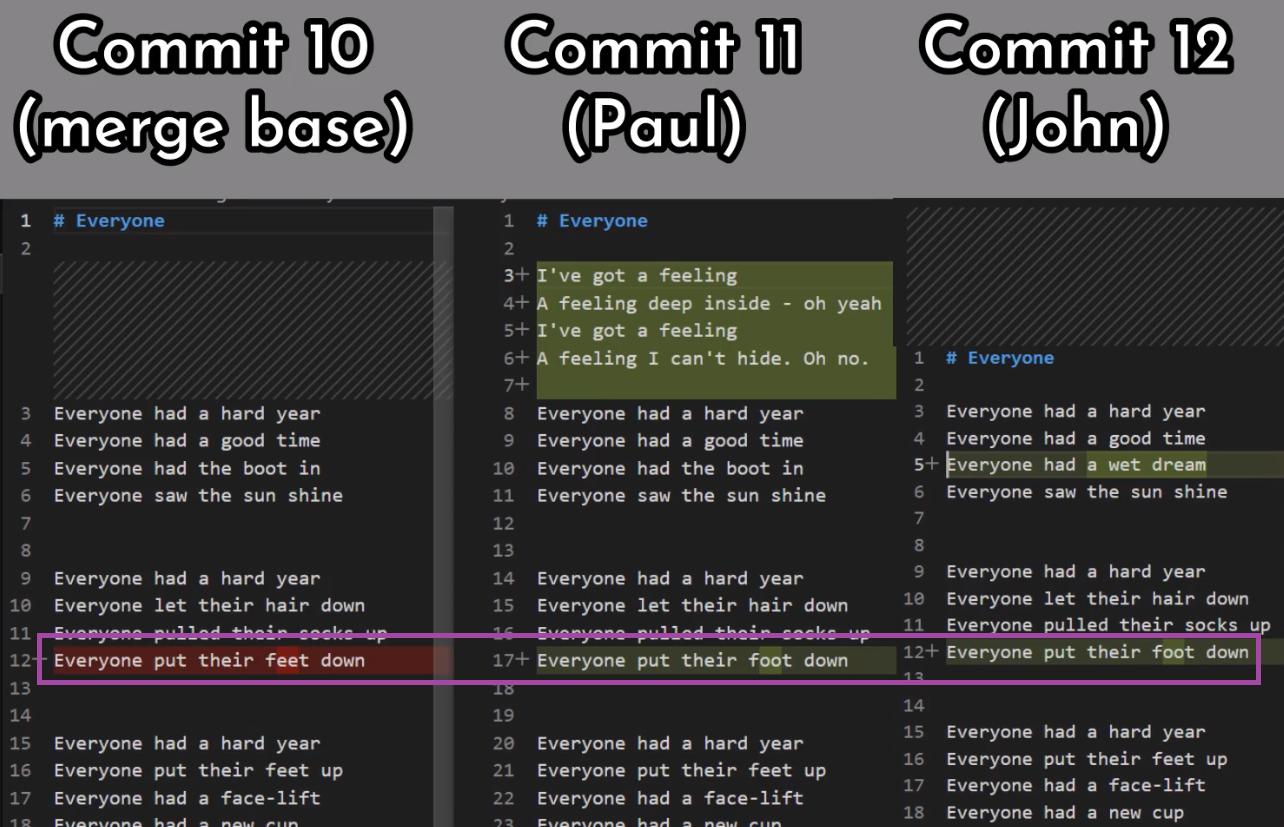 Commit 10
(merge base)
Commit 11
(Paul)
Commit 12
(John)
1 # Everyone
2
3 Everyone had a hard year
4 Everyone had a good time
5 Everyone had the boot in
6 Everyone saw the sun shine
7
8
9 Everyone had a hard year
10 Everyone let their hair down
11 Everyone pulled their socks up
12- Everyone put their feet down
13
14
15 Everyone had a hard year
16 Everyone put their feet up
17 Everyone had a face-lift
18 Everyone had a new cup
1 # Everyone
2
3+ I've got a feeling
4+ A feeling deep inside - oh yeah
5+ I've got a feeling
6+ A feeling I can't hide. Oh no.
7+
8 Everyone had a hard year
9 Everyone had a good time
10 Everyone had the boot in
11 Everyone saw the sun shine
12
13
14 Everyone had a hard year
15 Everyone let their hair down
16 Everyone pulled their socks up
17+ Everyone put their foot down
18
19
20 Everyone had a hard year
21 Everyone put their feet up
22 Everyone had a face-lift
23 Everyone had a new cup
1 # Everyone
2
3 Everyone had a hard year
4 Everyone had a good time
5+ Everyone had a wet dream
6 Everyone saw the sun shine
7
8
9 Everyone had a hard year
10 Everyone let their hair down
11 Everyone pulled their socks up
12+ Everyone put their foot down
13
14
15 Everyone had a hard year
16 Everyone put their feet up
17 Everyone had a face-lift
18 Everyone had a new cup